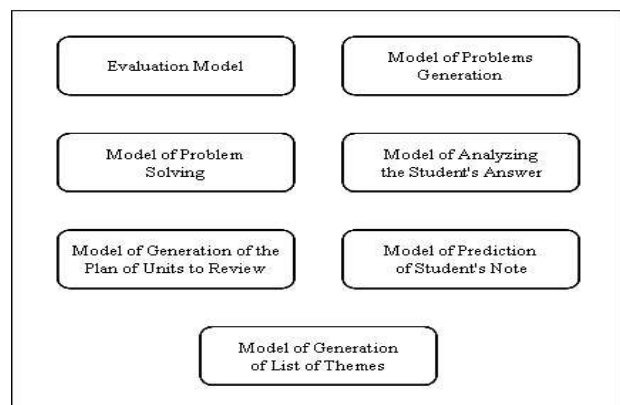 Evaluation Model
Model of Problems
Generation
Model of Problem
Solving
Model of Analyzing
the Student's Answer
Model of Generation of the
Plan of Units to Review
Model of Prediction
of Student's Note
Model of Generation
of List of Themes